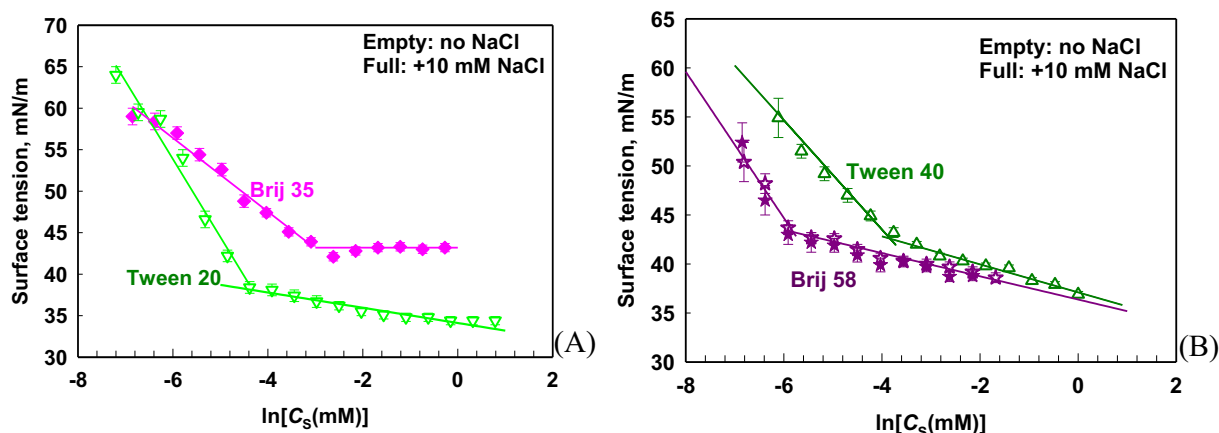 70
65
60
55
50
45
40
35
30
Surface tension, mN/m
Empty: no NaCl
Full: +10 mM NaCl
Brij 35
Tween 20
-8
-6
-4
-2
0
2
ln[CS(mM)]
(A)
65
60
55
50
45
40
35
30
Surface tension, mN/m
Empty: no NaCl
Full: +10 mM NaCl
Tween 40
Brij 58
-8
-6
-4
-2
0
2
ln[CS(mM)]
(B)